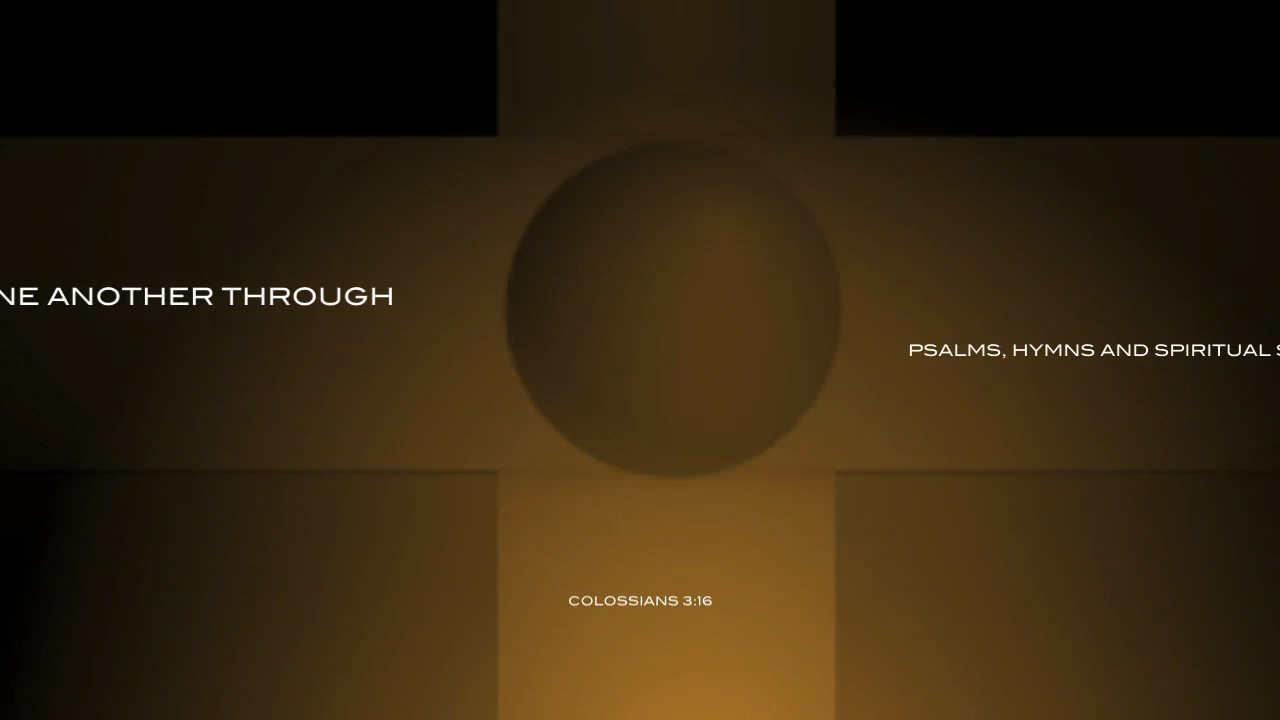 NE ANOTHER THROUGH
PSALMS, HYMNS AND SPIRITUAL
COLOSSIANS 3:16